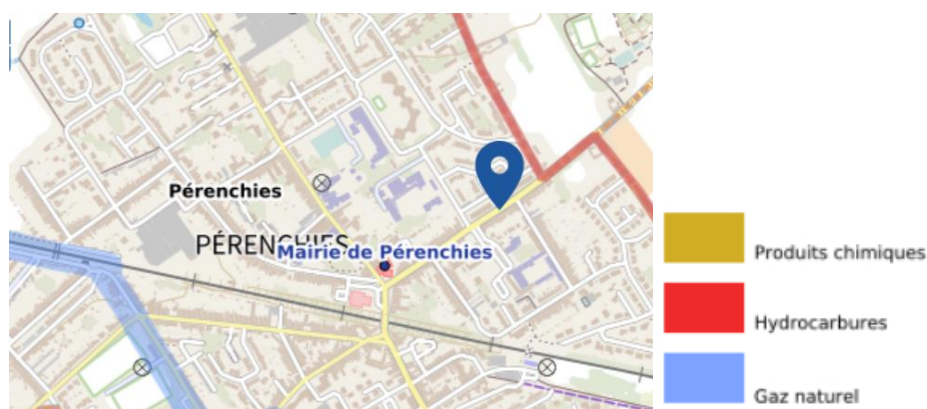 Pérenchies
PÉRENCHIES
Mairie de Pérenchies
Produits chimiques
Hydrocarbures
Gaz naturel